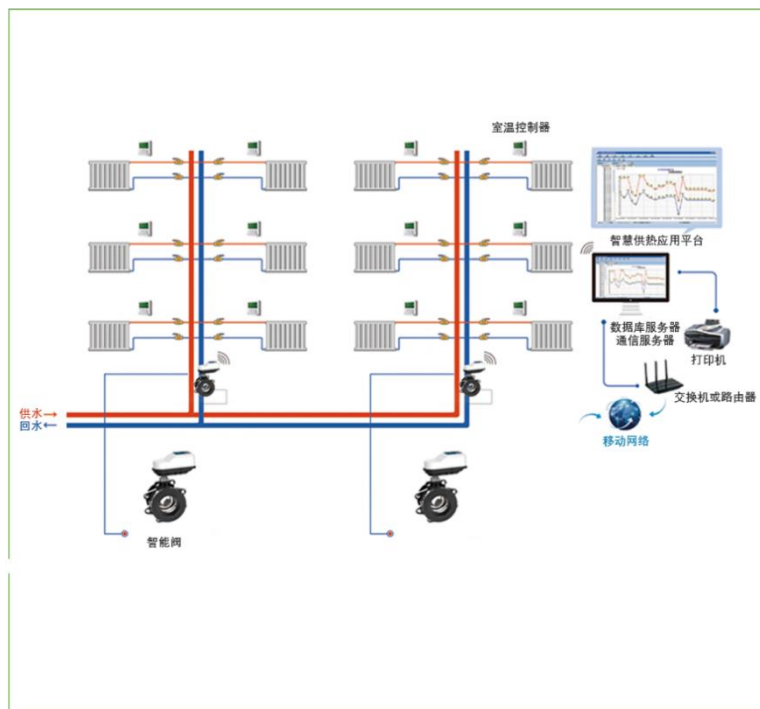 室温控制器
智慧供热应用平台
数据库服务器
通信服务器
打印机
交换机或路由器
移动网络
供水→
回水←
智能阀